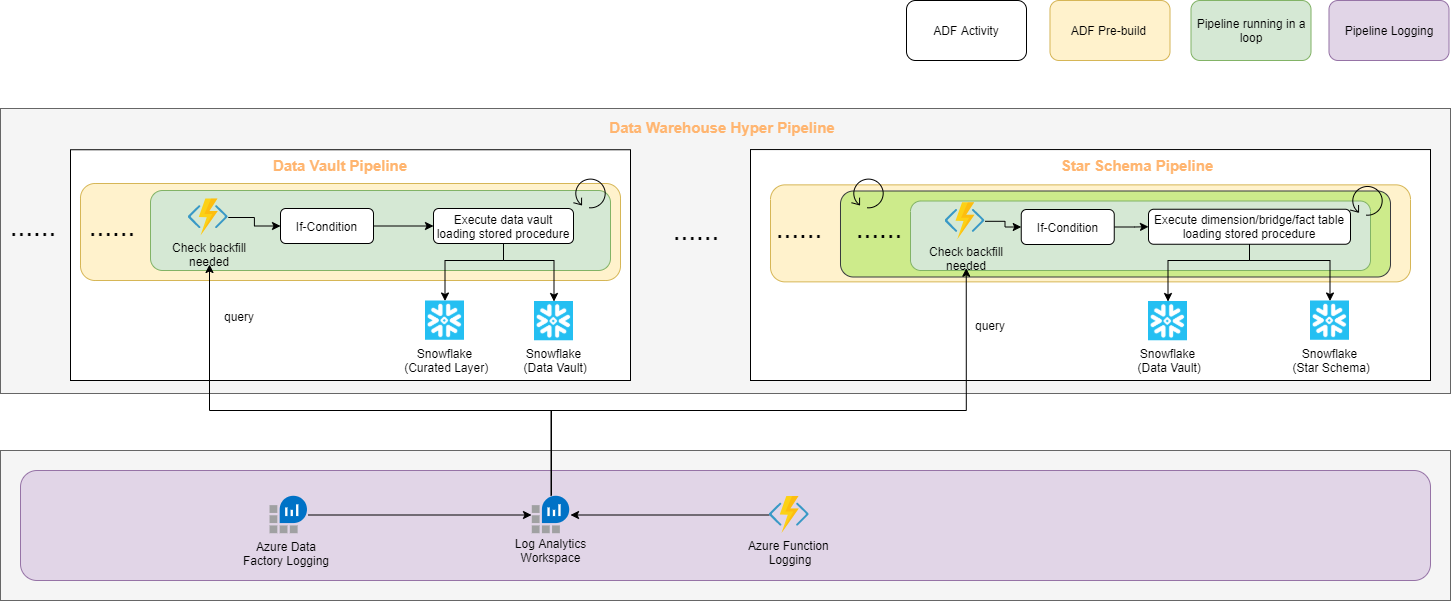 ADF Activity
ADF Pre-build
Pipeline running in a
loop
Pipeline Logging
Data Warehouse Hyper Pipeline
Data Vault Pipeline
Star Schema Pipeline
......
......
Check backfill
needed
If-Condition
Execute data vault
loading stored procedure
......
......
......
Check backfill
needed
If-Condition
Execute dimension/bridge/fact table
loading stored procedure
query
Snowflake
(Curated Layer)
Snowflake
(Data Vault)
query
Snowflake
(Data Vault)
Snowflake
(Star Schema)
Azure Data
Factory Logging
Log Analytics
Workspace
Azure Function
Logging